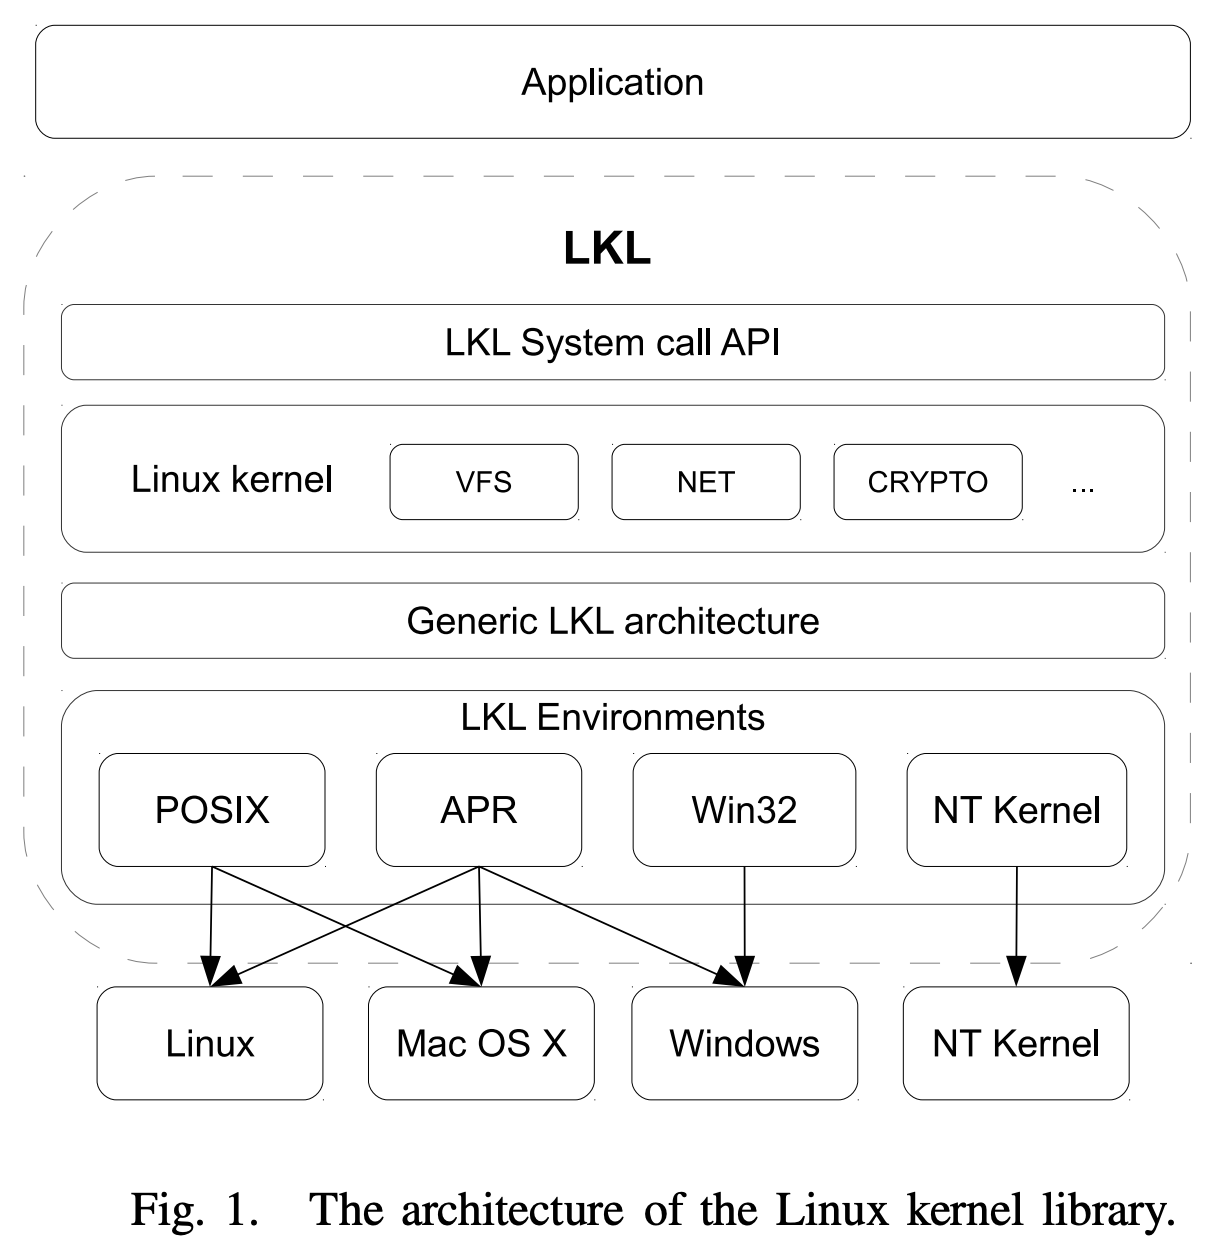 Application
LKL
LKL System call API
Linux kernel VFS NET CRYPTO ...
Generic LKL architecture
LKL Environments
POSIX APR Win32 NT Kernel
Linux Mac OS X Windows NT Kernel
Fig. 1. The architecture of the Linux kernel library.